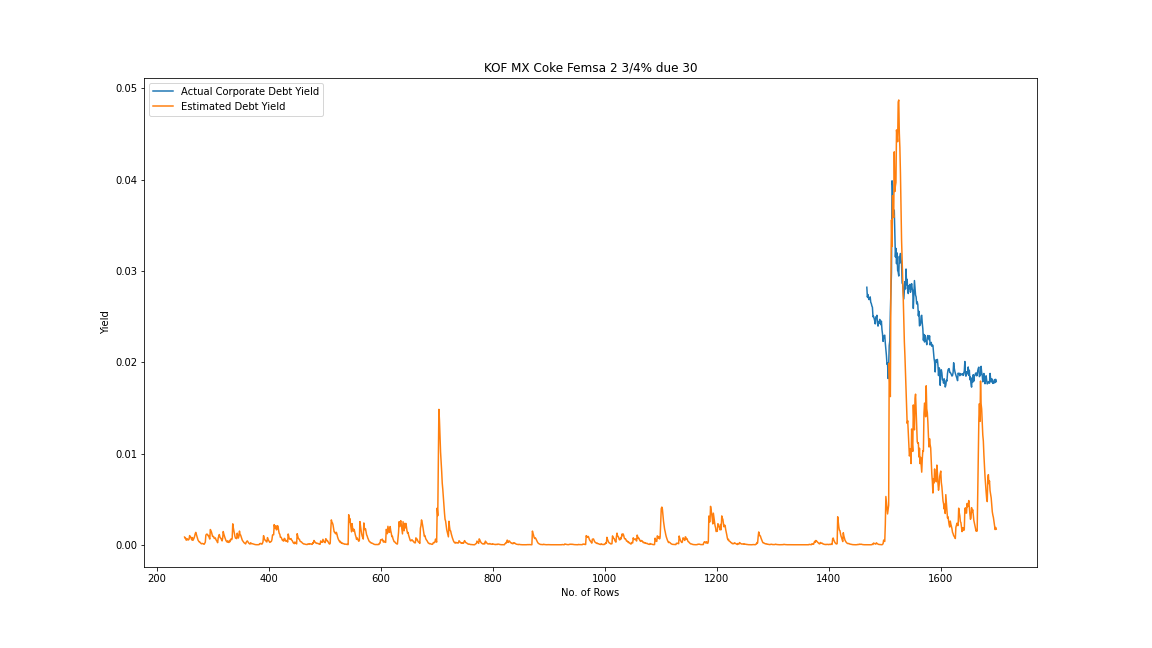 KOF MX Coke Femsa 2 3/4% due 30
Actual Corporate Debt Yield
Estimated Debt Yield
Yield
0.05
0.04
0.03
0.02
0.01
0.00
200 400 600 800 1000 1200 1400 1600
No. of Rows